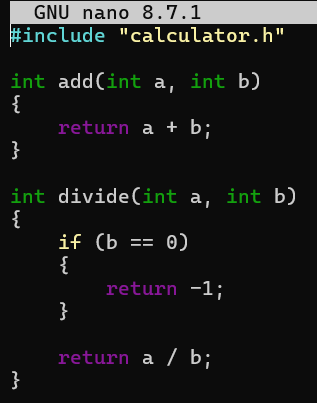 GNU nano 8.7.1
#include "calculator.h"

int add(int a, int b)
{
    return a + b;
}

int divide(int a, int b)
{
    if (b == 0)
    {
        return -1;
    }

    return a / b;
}